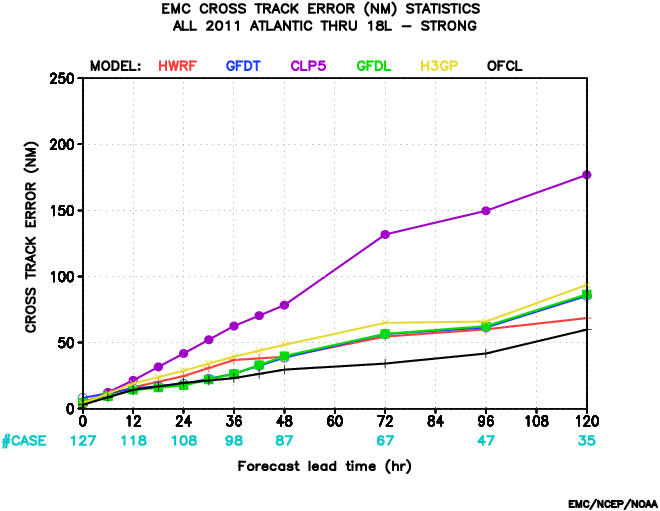 EMC CROSS TRACK ERROR (NM) STATISTICS
ALL 2011 ATLANTIC THRU 18L – STRONG
MODEL: HWRF GFDT CLP5 GFDL H3GP OFCL
CROSS TRACK ERROR (NM)
250
200
150
100
50
0
0 12 24 36 48 60 72 84 96 108 120
#CASE 127 118 108 98 87 67 47 35
Forecast lead time (hr)
EMC/NCEP/NOAA